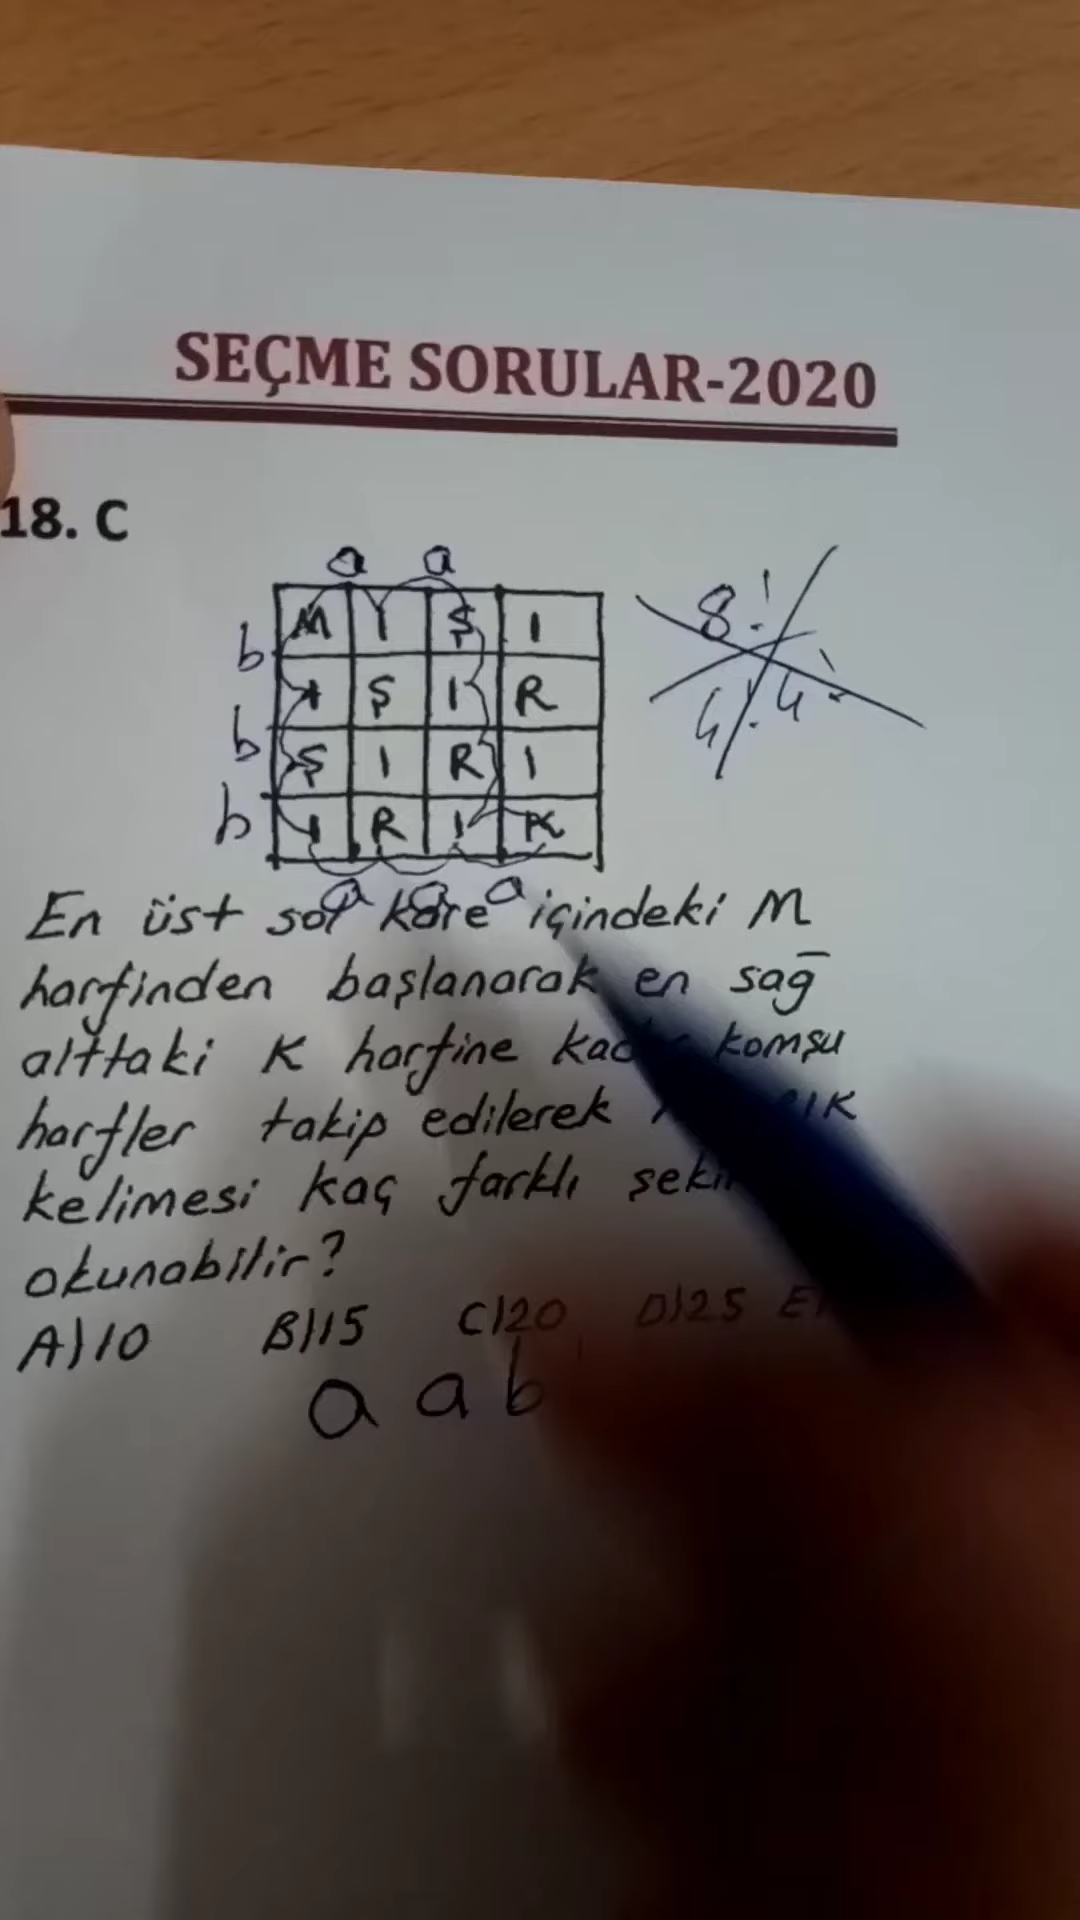 SEÇME SORULAR-2020
18. C
a a
8!
4!.4!
b M I Ş I
b I Ş I R
b Ş I R I
I R I K
a a a
En üst sol kare içindeki M
harfinden başlanarak en sağ
alttaki K harfine komşu
harfler takip edilerek
kelimesi kaç farklı
okunabilir?
A)10 B)15 C)20 D)25
a a b